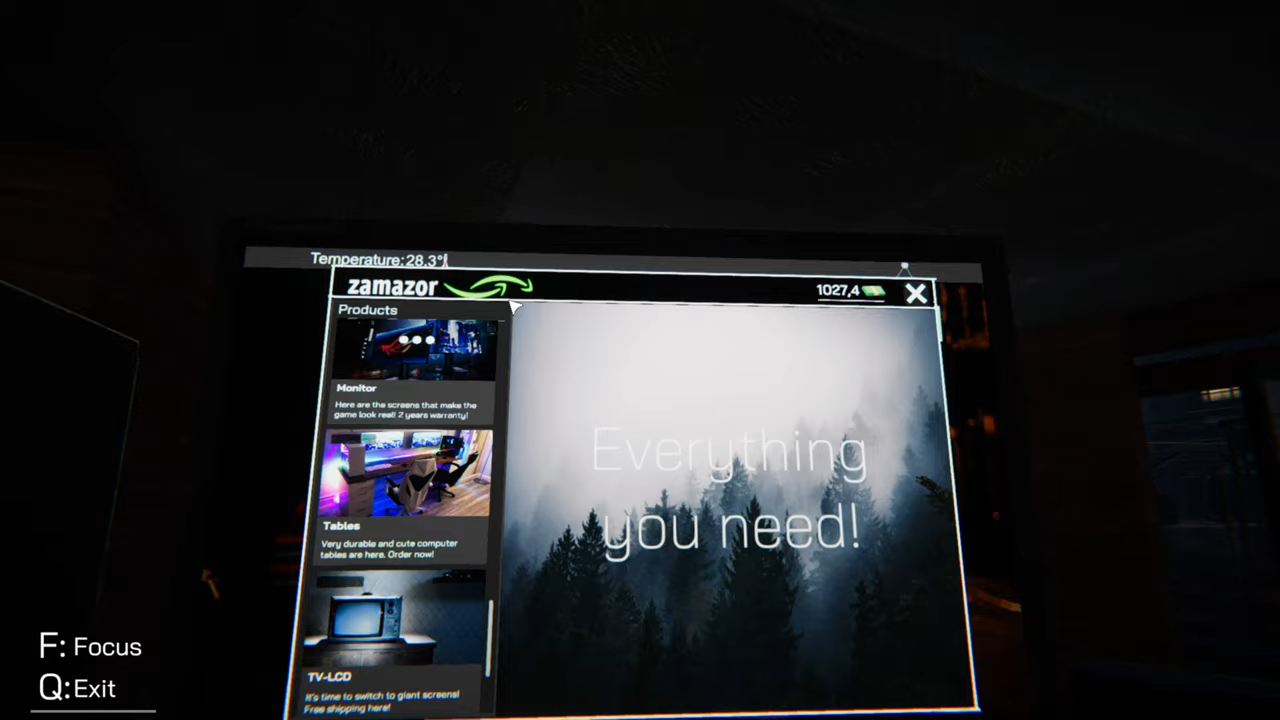 Temperature:28.3°
zamazor
1027,4
Products
Monitor
Here are the screens that make the
game look real! 2 years warranty!
Tables
Very durable and cute computer
tables are here. Order now!
TV-LCD
It's time to switch to giant screens!
Free shipping here!
Everything
you need!
F: Focus
Q:Exit